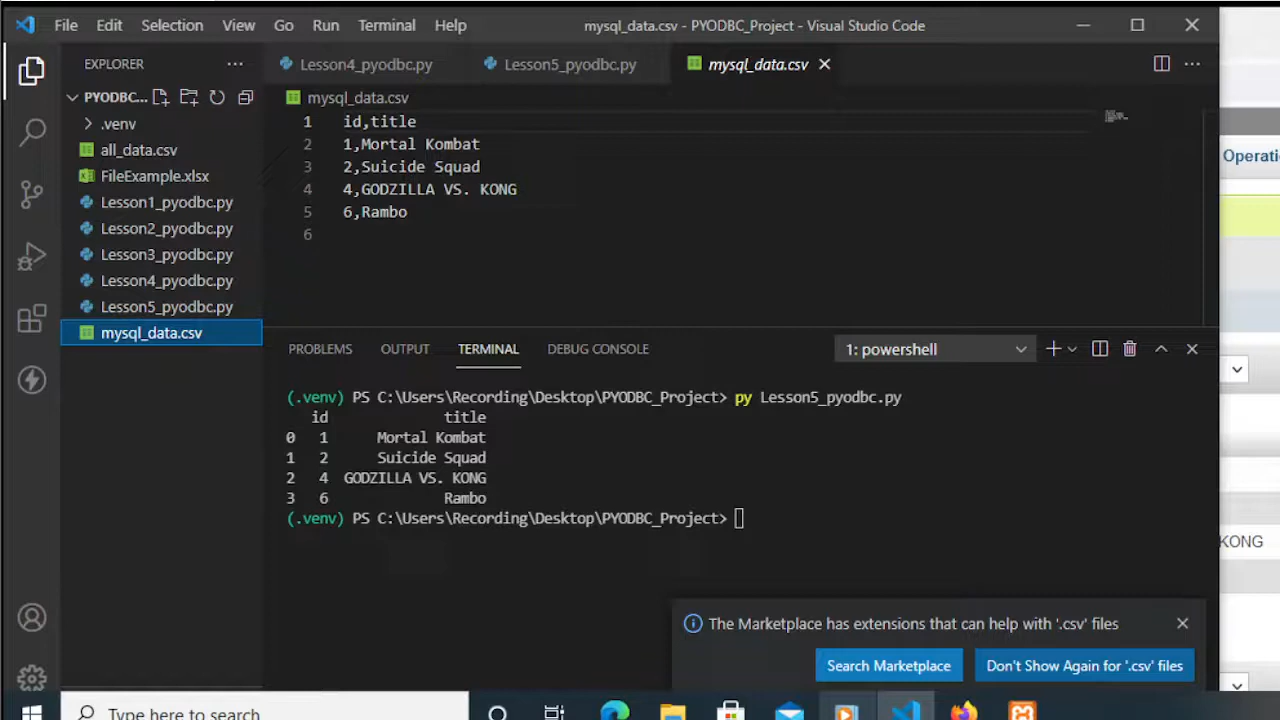 File Edit Selection View Go Run Terminal Help
mysql_data.csv - PYODBC_Project - Visual Studio Code
EXPLORER
PYODBC...
.venv
all_data.csv
FileExample.xlsx
Lesson1_pyodbc.py
Lesson2_pyodbc.py
Lesson3_pyodbc.py
Lesson4_pyodbc.py
Lesson5_pyodbc.py
mysql_data.csv
Lesson4_pyodbc.py Lesson5_pyodbc.py mysql_data.csv
mysql_data.csv
1 id,title
2 1,Mortal Kombat
3 2,Suicide Squad
4 4,GODZILLA VS. KONG
5 6,Rambo
6
PROBLEMS OUTPUT TERMINAL DEBUG CONSOLE 1: powershell
(.venv) PS C:\Users\Recording\Desktop\PYODBC_Project> py Lesson5_pyodbc.py
id title
0 1 Mortal Kombat
1 2 Suicide Squad
2 4 GODZILLA VS. KONG
3 6 Rambo
(.venv) PS C:\Users\Recording\Desktop\PYODBC_Project>
The Marketplace has extensions that can help with '.csv' files
Search Marketplace Don't Show Again for '.csv' files
Operati
KONG
Type here to search